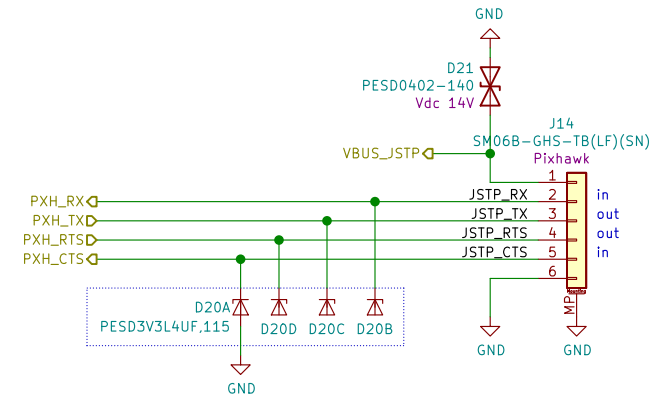 GND
D21
PESD0402-140
Vdc 14V
J14
SM06B-GHS-TB(LF)(SN)
Pixhawk
VBUS_JSTP
1
PXH_RX JSTP_RX 2 in
PXH_TX JSTP_TX 3 out
PXH_RTS JSTP_RTS 4 out
PXH_CTS JSTP_CTS 5 in
6
Mounting
MP
D20A
PESD3V3L4UF,115
D20D D20C D20B
GND GND
GND